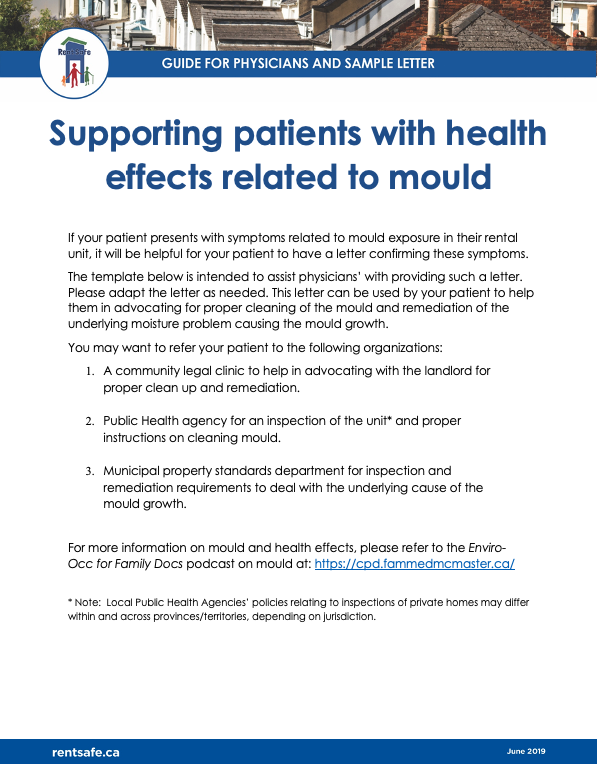 RentSafe
GUIDE FOR PHYSICIANS AND SAMPLE LETTER
Supporting patients with health
effects related to mould
If your patient presents with symptoms related to mould exposure in their rental
unit, it will be helpful for your patient to have a letter confirming these symptoms.
The template below is intended to assist physicians’ with providing such a letter.
Please adapt the letter as needed. This letter can be used by your patient to help
them in advocating for proper cleaning of the mould and remediation of the
underlying moisture problem causing the mould growth.
You may want to refer your patient to the following organizations:
1. A community legal clinic to help in advocating with the landlord for
proper clean up and remediation.
2. Public Health agency for an inspection of the unit* and proper
instructions on cleaning mould.
3. Municipal property standards department for inspection and
remediation requirements to deal with the underlying cause of the
mould growth.
For more information on mould and health effects, please refer to the Enviro-
Occ for Family Docs podcast on mould at: https://cpd.fammedmcmaster.ca/
* Note: Local Public Health Agencies’ policies relating to inspections of private homes may differ
within and across provinces/territories, depending on jurisdiction.
rentsafe.ca
June 2019